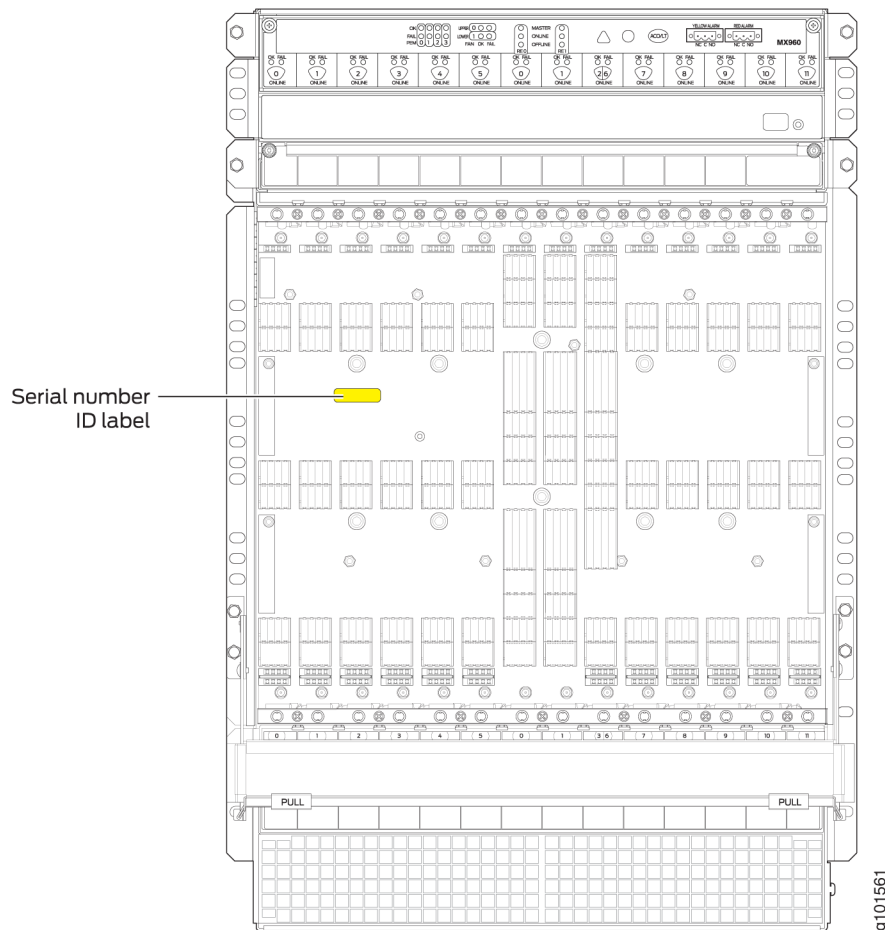 OK
FAIL
PEM 0 1 2 3
UPPER 0
LOWER 1
FAN OK FAIL
RE0
MASTER
ONLINE
OFFLINE
RE1
ACO/LT
YELLOW ALARM
NC C NO
RED ALARM
NC C NO
MX960
OK FAIL OK FAIL OK FAIL OK FAIL OK FAIL OK FAIL OK FAIL OK FAIL OK FAIL OK FAIL OK FAIL OK FAIL OK FAIL OK FAIL
0 1 2 3 4 5 0 1 2 6 7 8 9 10 11
ONLINE ONLINE ONLINE ONLINE ONLINE ONLINE ONLINE ONLINE ONLINE ONLINE ONLINE ONLINE ONLINE ONLINE
Serial number
ID label
0 1 2 3 4 5 0 1 3 6 7 8 9 10 11
PULL PULL
g101561